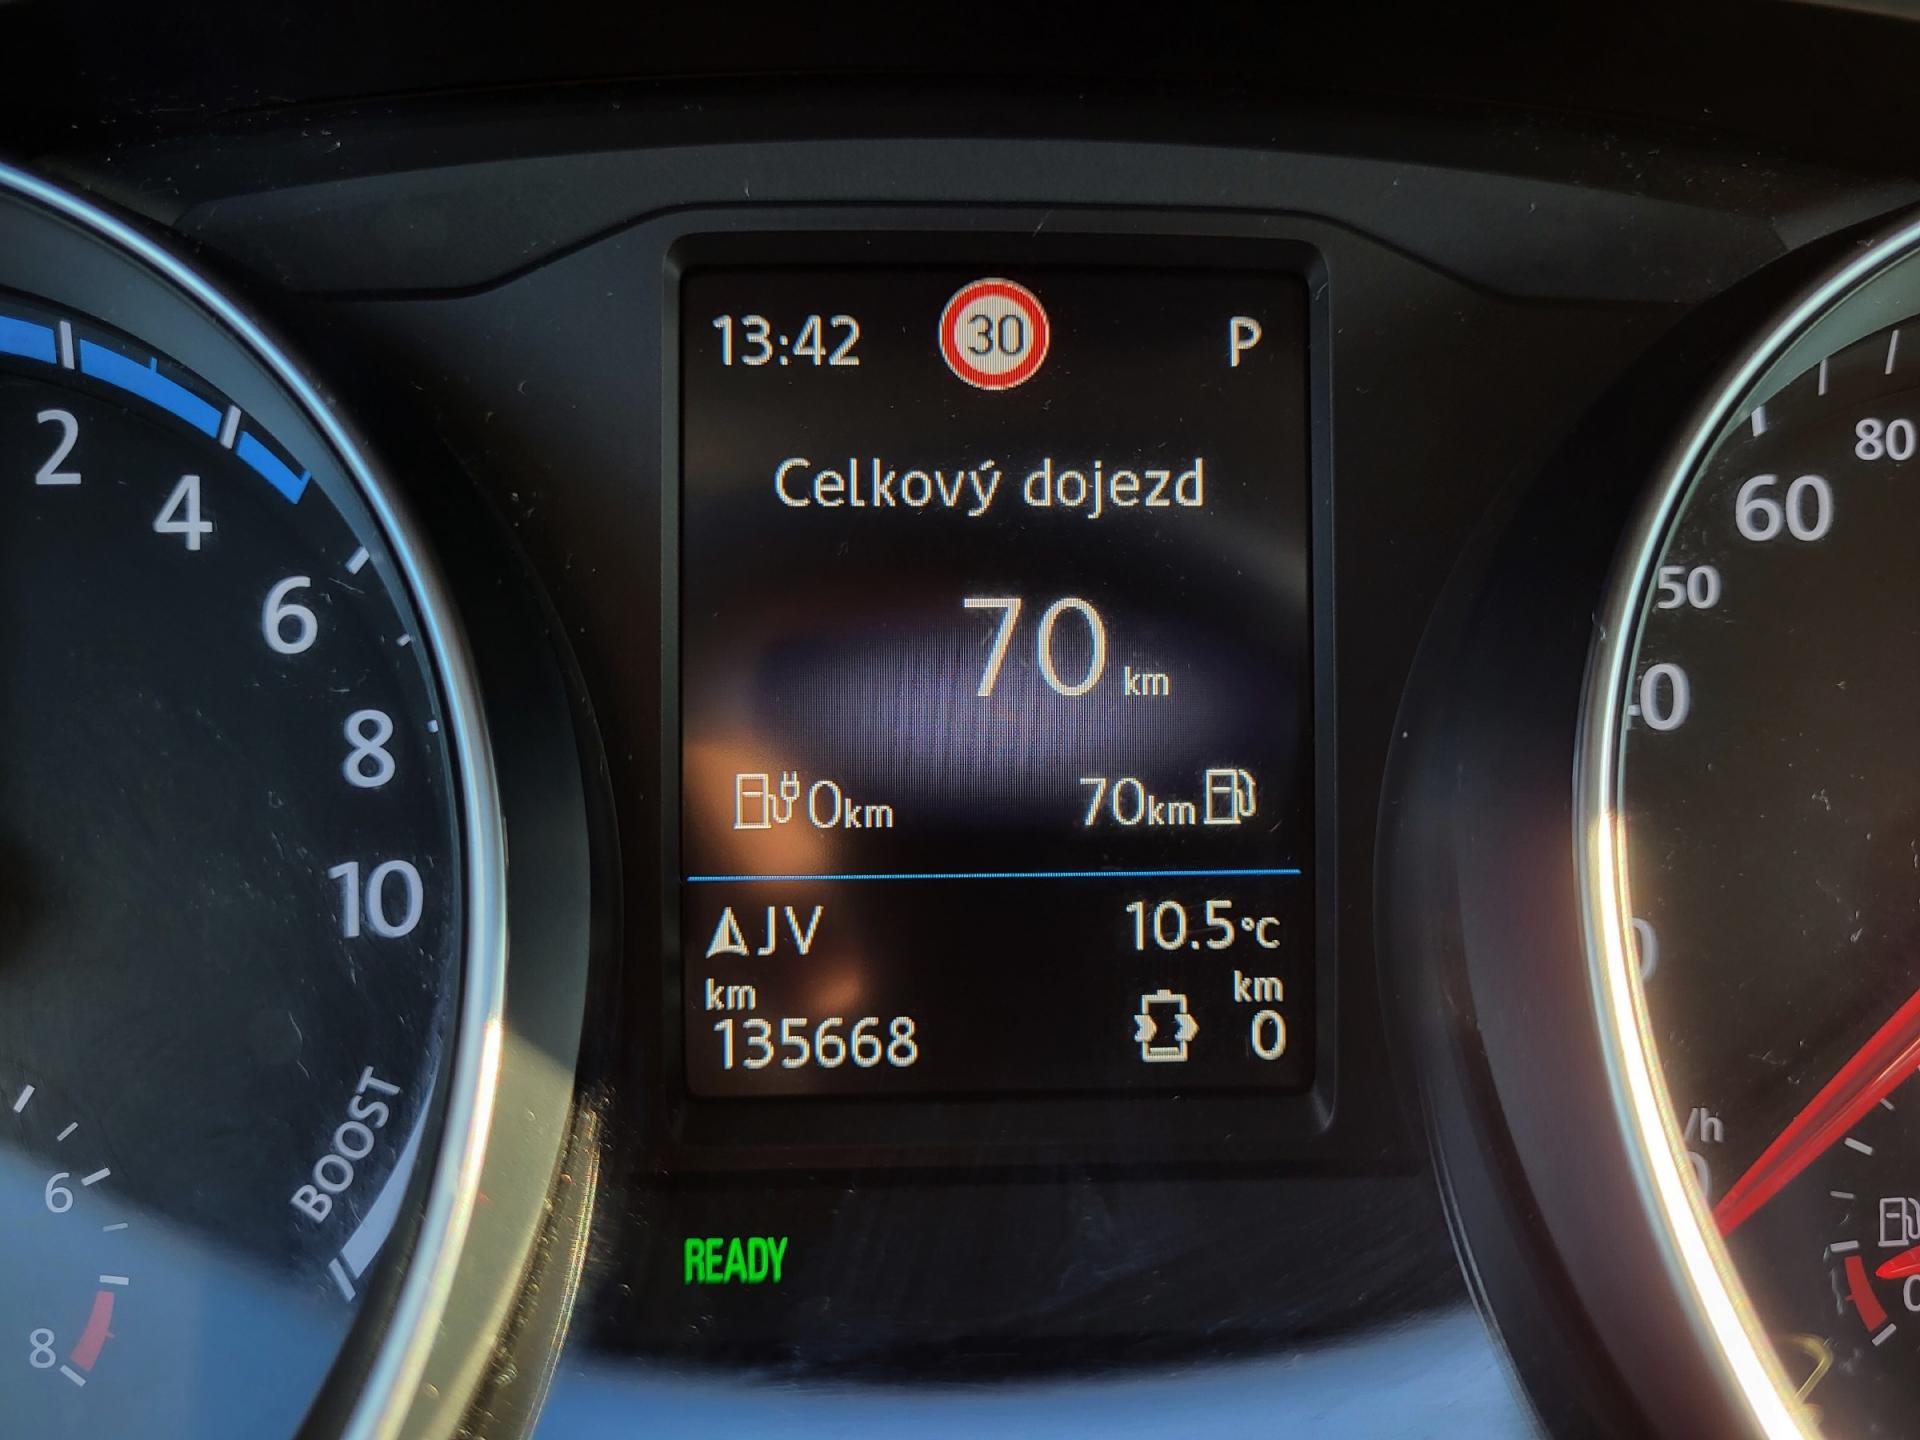 13:42 30 P
Celkový dojezd
70 km
0km 70km
JV 10.5°C
km km
135668 0
READY
2
4
6
8
10
BOOST
6
8
80
60
50
/h